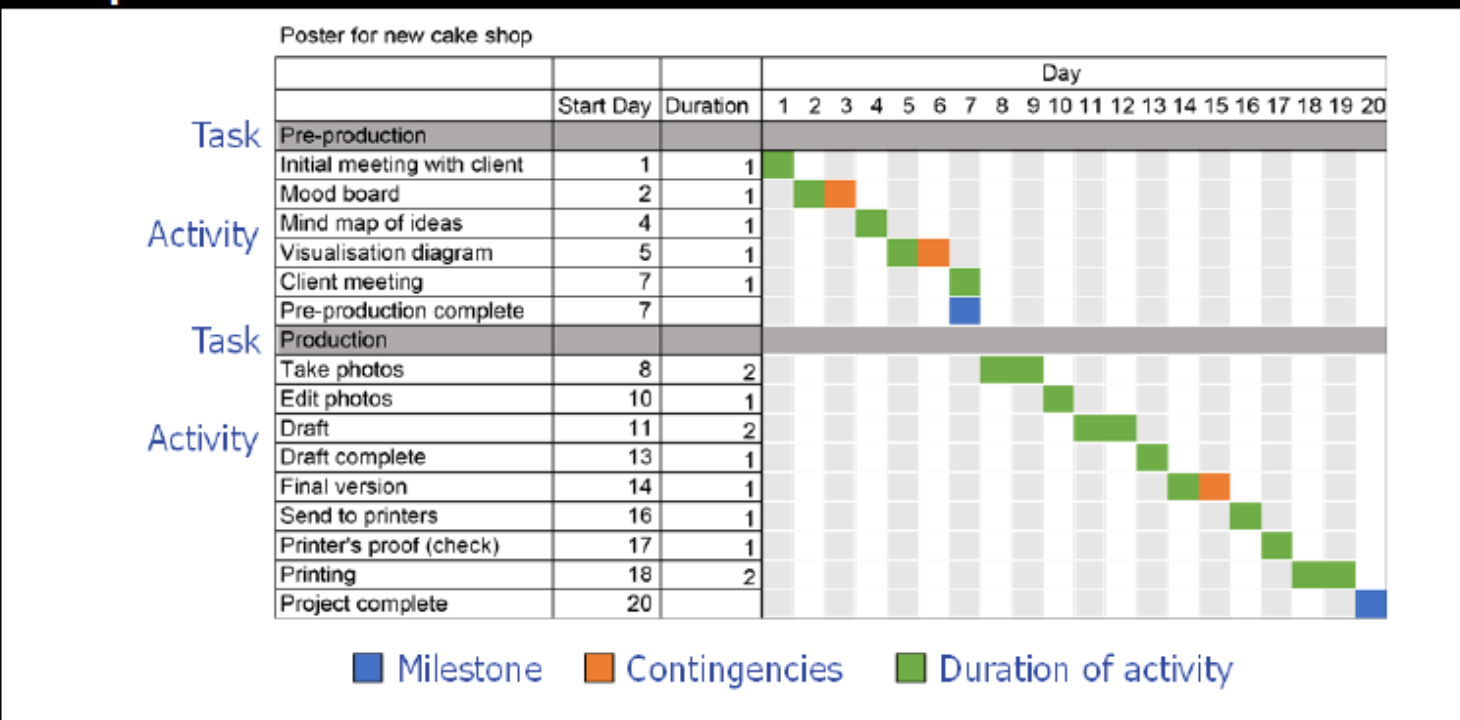 Poster for new cake shop
Day
Start Day Duration 1 2 3 4 5 6 7 8 9 10 11 12 13 14 15 16 17 18 19 20
Task Pre-production
Initial meeting with client 1 1
Mood board 2 1
Activity
Mind map of ideas 4 1
Visualisation diagram 5 1
Client meeting 7 1
Pre-production complete 7
Task Production
Take photos 8 2
Edit photos 10 1
Activity
Draft 11 2
Draft complete 13 1
Final version 14 1
Send to printers 16 1
Printer's proof (check) 17 1
Printing 18 2
Project complete 20
Milestone Contingencies Duration of activity